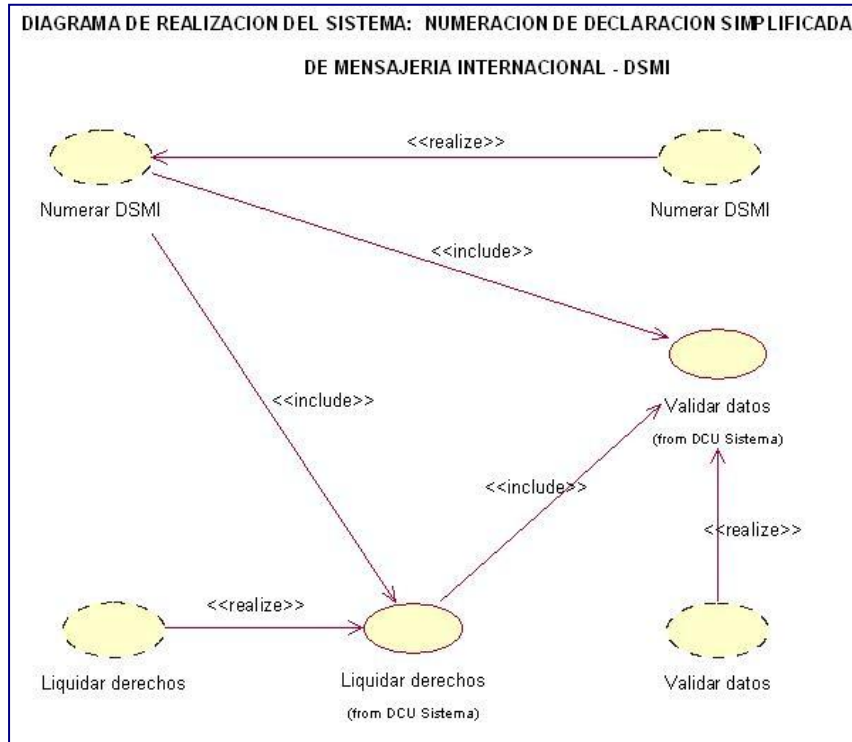 DIAGRAMA DE REALIZACION DEL SISTEMA: NUMERACION DE DECLARACION SIMPLIFICADA
DE MENSAJERIA INTERNACIONAL - DSMI
<<realize>>
Numerar DSMI
Numerar DSMI
<<include>>
<<include>>
Validar datos
(from DCU Sistema)
<<include>>
<<realize>>
<<realize>>
Liquidar derechos
Liquidar derechos
(from DCU Sistema)
Validar datos